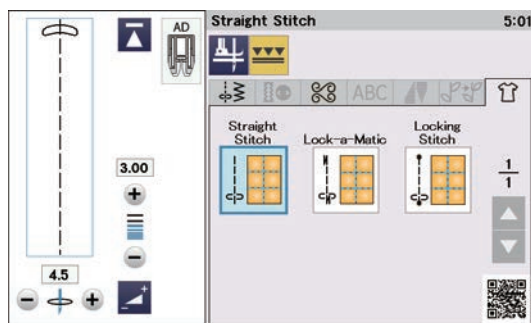 Straight Stitch 5:01
AD
ABC
Straight
Stitch
Lock-a-Matic
Locking
Stitch
3.00
1
1
4.5